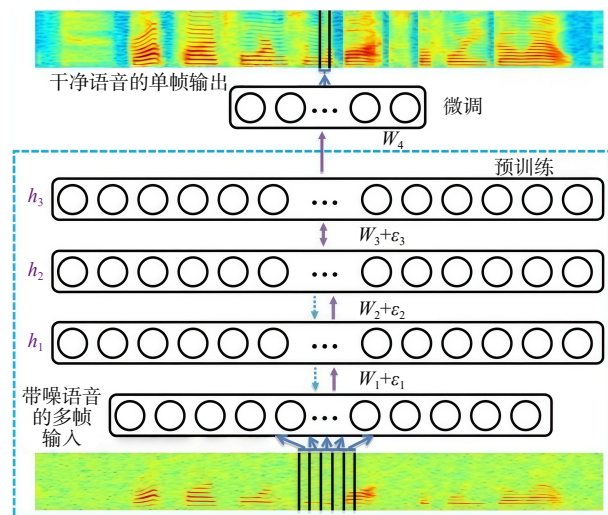 干净语音的单帧输出
微调
W₄
预训练
h₃
W₃+ε₃
h₂
W₂+ε₂
h₁
W₁+ε₁
带噪语音
的多帧
输入